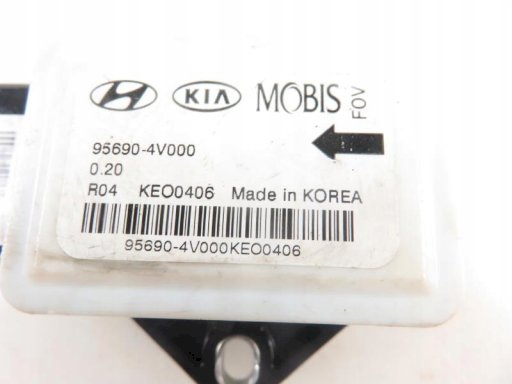 KIA MOBIS
FOV
95690-4V000
0.20
R04 KEO0406 Made in KOREA
95690-4V000KEO0406